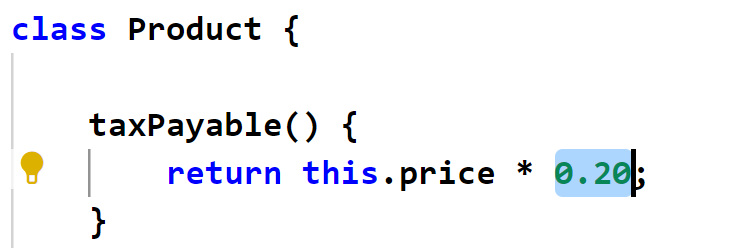 class Product {
taxPayable() {
return this.price * 0.20;
}